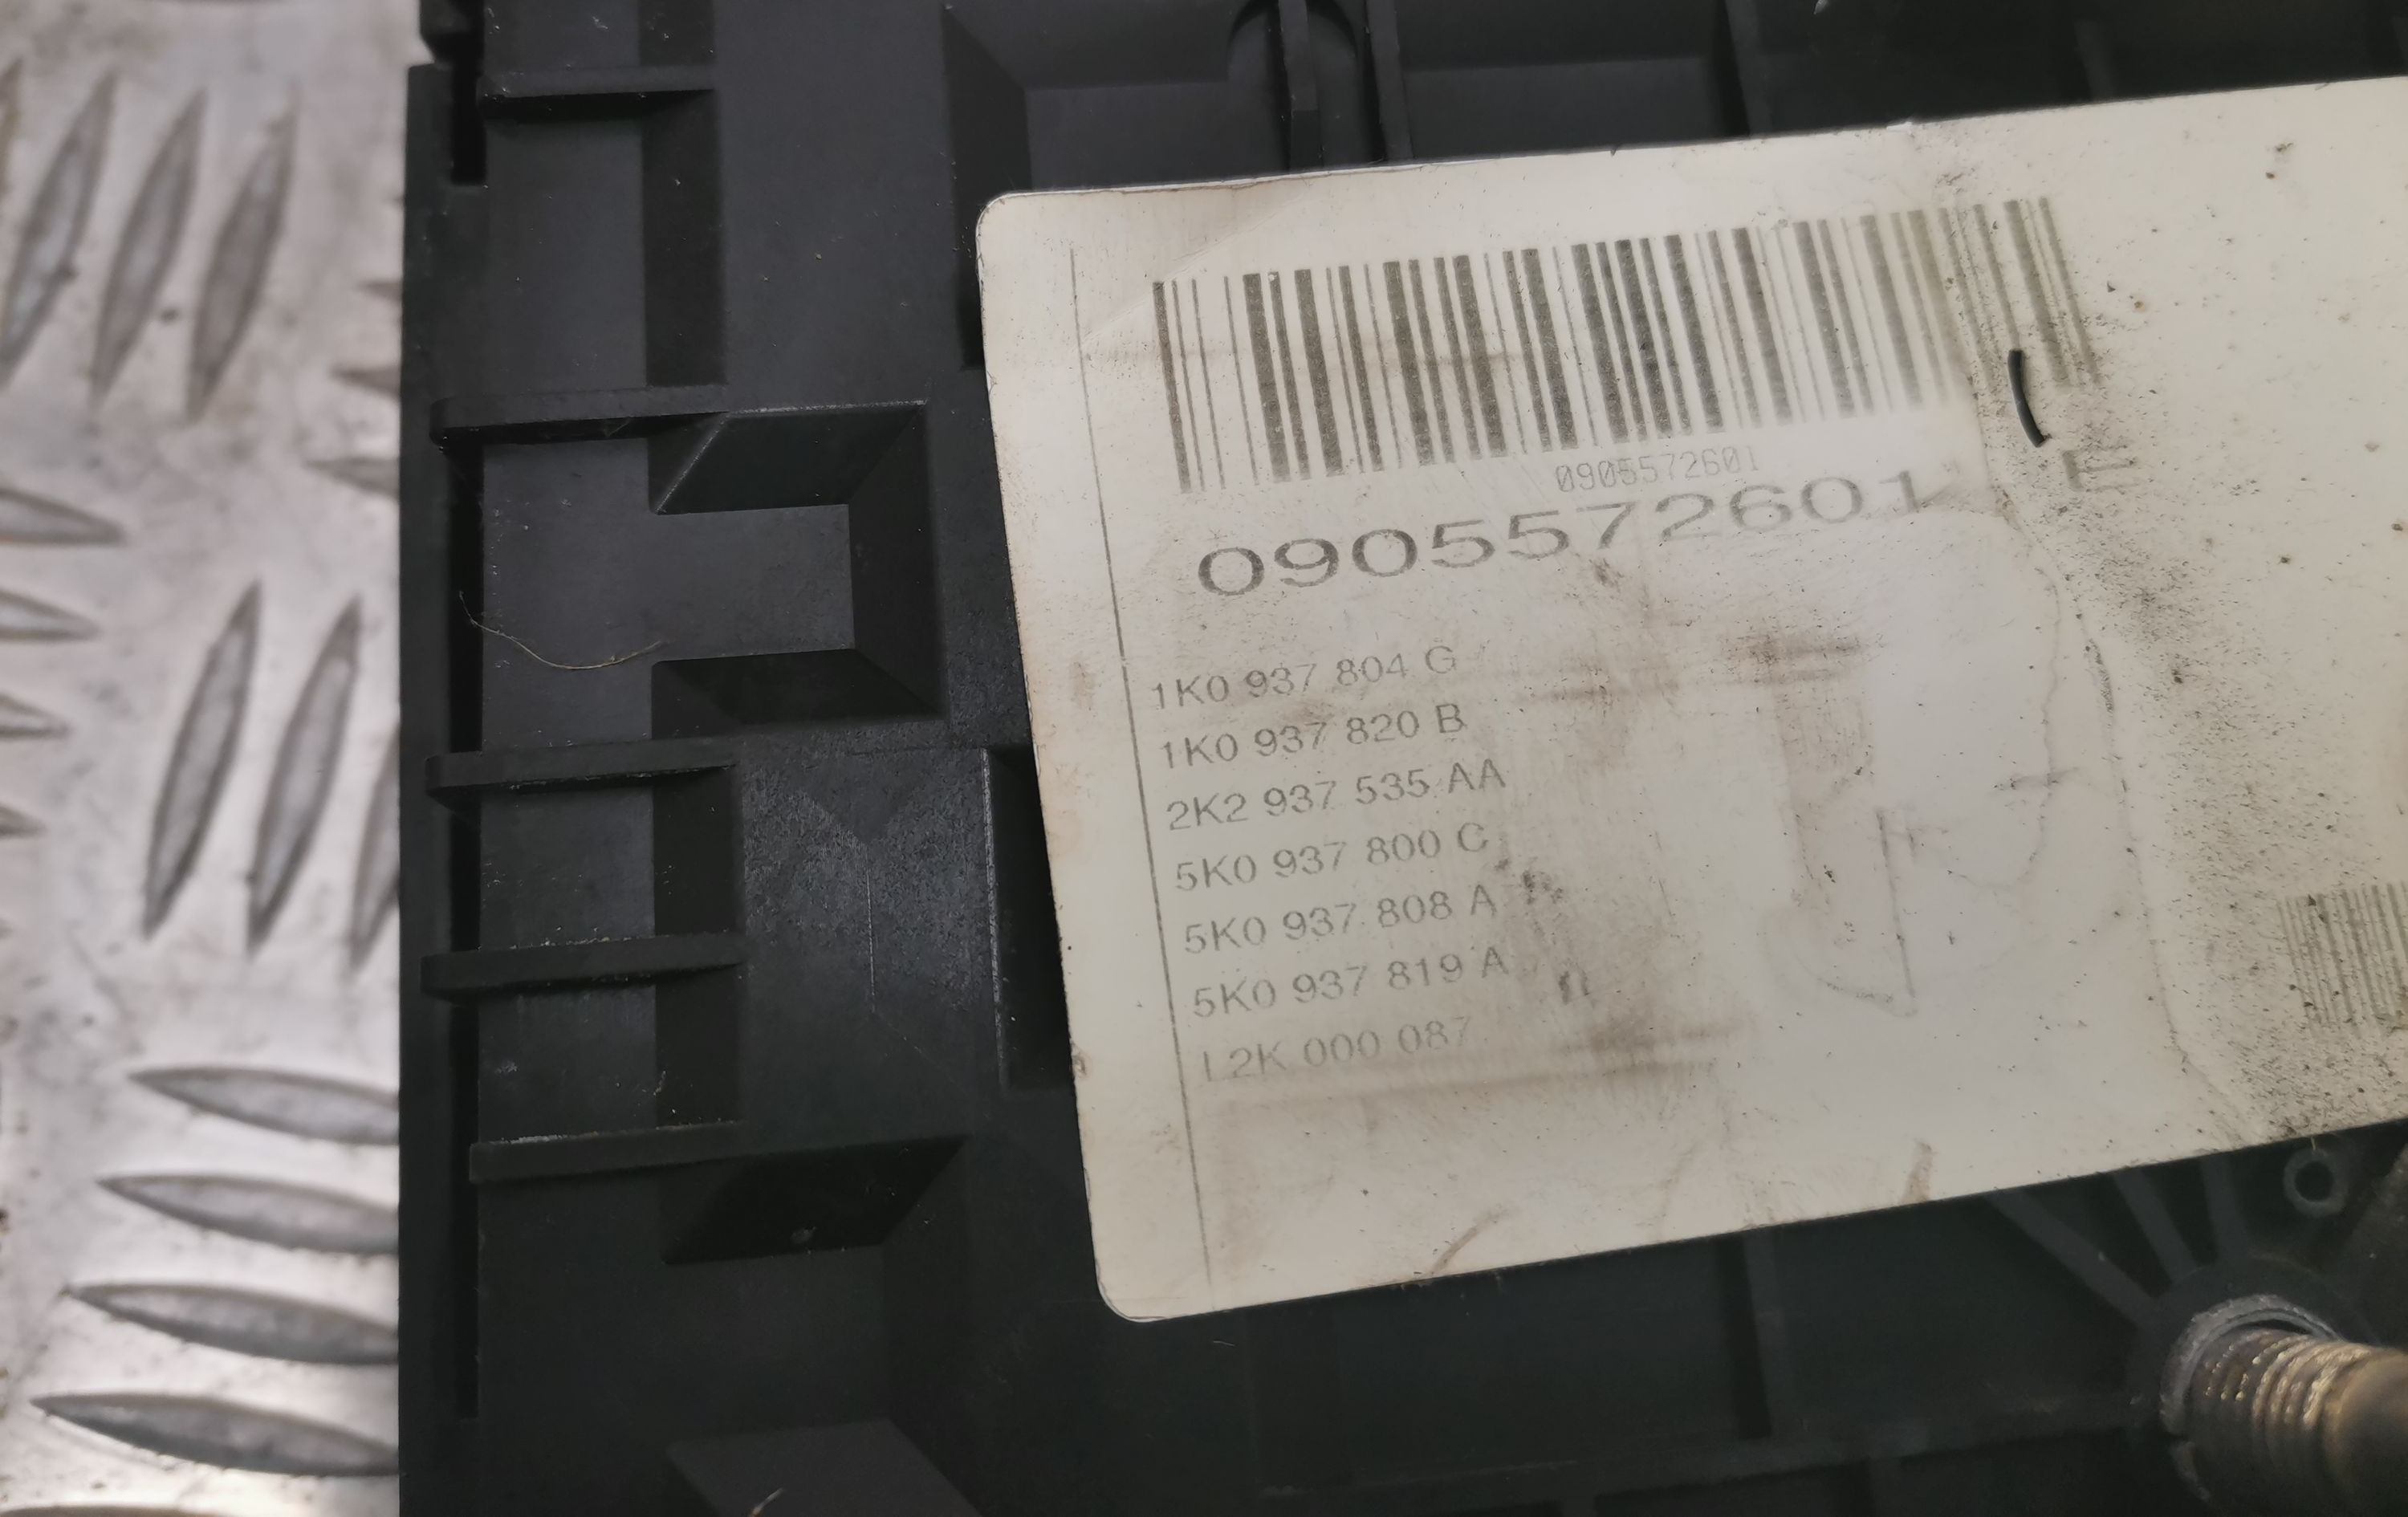 0905572601
0905572601
E
1K0 937 804 G
1K0 937 820 B
2K2 937 535 AA
5K0 937 800 C
5K0 937 808 A
5K0 937 819 A
L2K 000 087